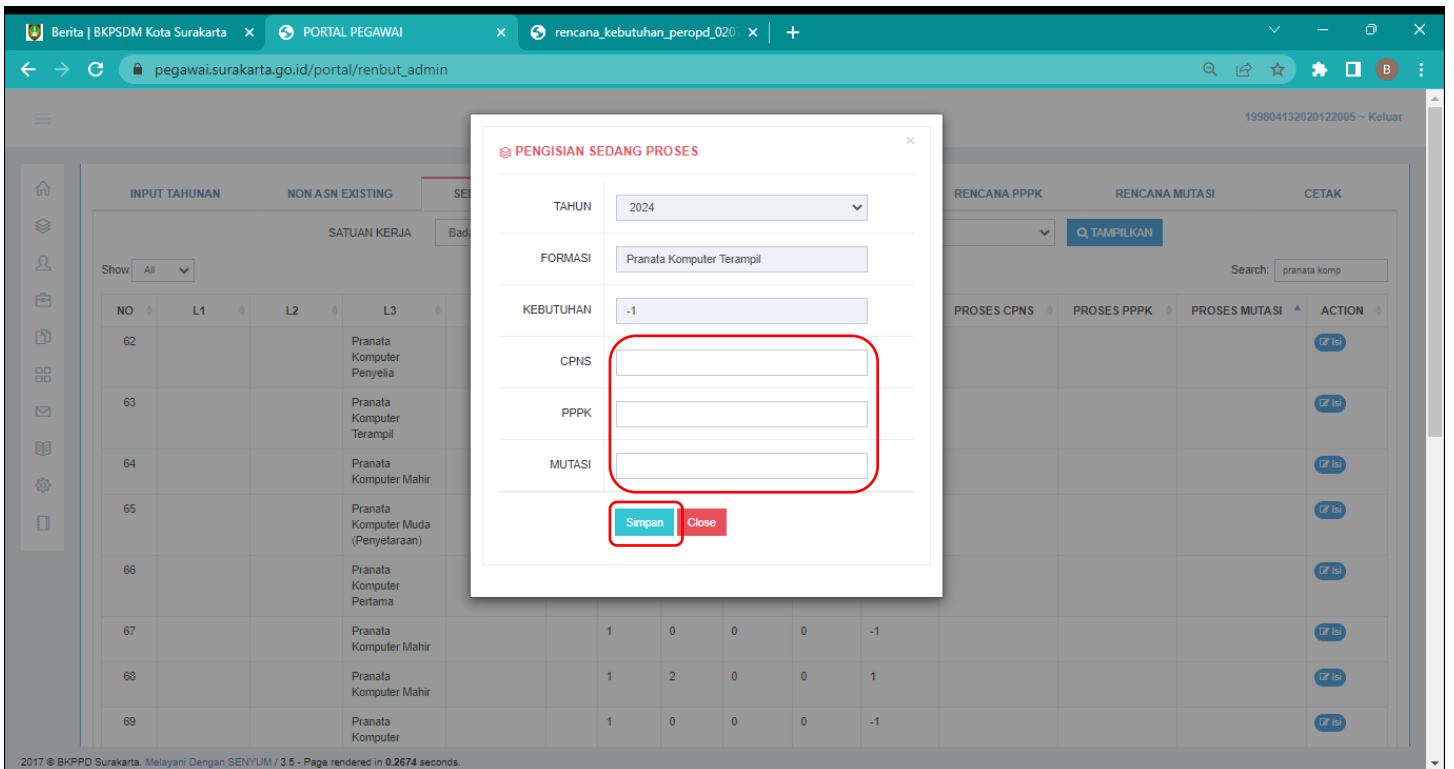 Berita | BKPSDM Kota Surakarta
PORTAL PEGAWAI
rencana_kebutuhan_peropd_020
pegawai.surakarta.go.id/portal/renbut_admin
B
199804132020122005 ~ Keluar
PENGISIAN SEDANG PROSES
TAHUN 2024
FORMASI Pranata Komputer Terampil
KEBUTUHAN -1
CPNS
PPPK
MUTASI
Simpan Close
INPUT TAHUNAN NON ASN EXISTING RENCANA PPPK RENCANA MUTASI CETAK
SATUAN KERJA TAMPILKAN
Show All Search: pranata komp
NO L1 L2 L3 PROSES CPNS PROSES PPPK PROSES MUTASI ACTION
62 Pranata Isi
Komputer
Penyelia
63 Pranata Isi
Komputer
Terampil
64 Pranata Isi
Komputer Mahir
65 Pranata Isi
Komputer Muda
(Penyetaraan)
66 Pranata Isi
Komputer
Pertama
67 Pranata 1 0 0 0 -1 Isi
Komputer Mahir
68 Pranata 1 2 0 0 1 Isi
Komputer Mahir
69 Pranata 1 0 0 0 -1 Isi
Komputer
2017 © BKPPD Surakarta. Melayani Dengan SENYUM / 3.5 - Page rendered in 0.2674 seconds.